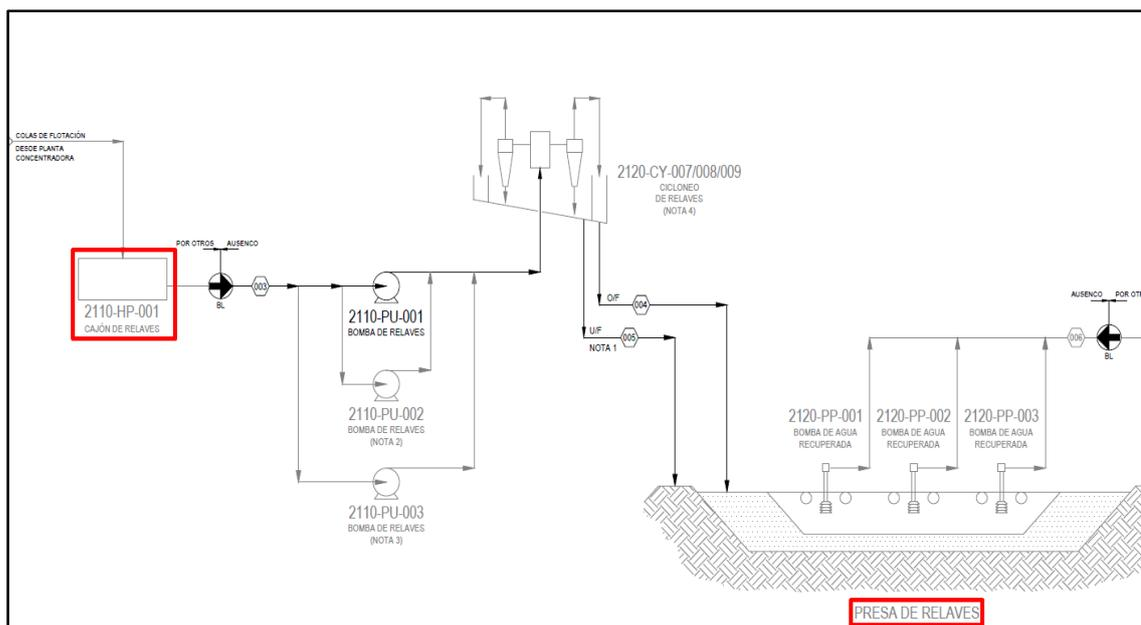 COLAS DE FLOTACIÓN
DESDE PLANTA
CONCENTRADORA
2110-HP-001
CAJÓN DE RELAVES
POR OTROS
AUSENCO
BL
003
2110-PU-001
BOMBA DE RELAVES
2110-PU-002
BOMBA DE RELAVES
(NOTA 2)
2110-PU-003
BOMBA DE RELAVES
(NOTA 3)
2120-CY-007/008/009
CICLONEO
DE RELAVES
(NOTA 4)
O/F
004
U/F
005
NOTA 1
AUSENCO
POR OTR
006
BL
2120-PP-001
BOMBA DE AGUA
RECUPERADA
2120-PP-002
BOMBA DE AGUA
RECUPERADA
2120-PP-003
BOMBA DE AGUA
RECUPERADA
PRESA DE RELAVES